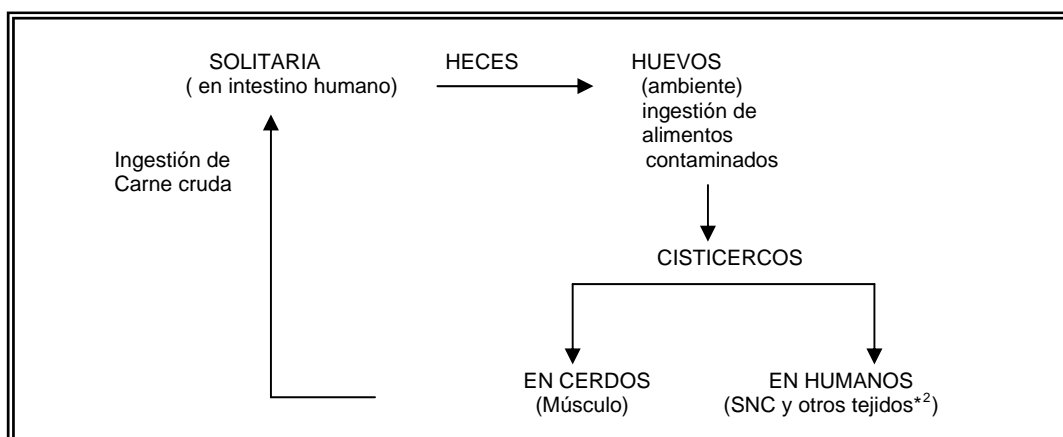 SOLITARIA
( en intestino humano)
HECES
HUEVOS
(ambiente)
ingestión de
alimentos
contaminados
Ingestión de
Carne cruda
CISTICERCOS
EN CERDOS
(Músculo)
EN HUMANOS
(SNC y otros tejidos*²)